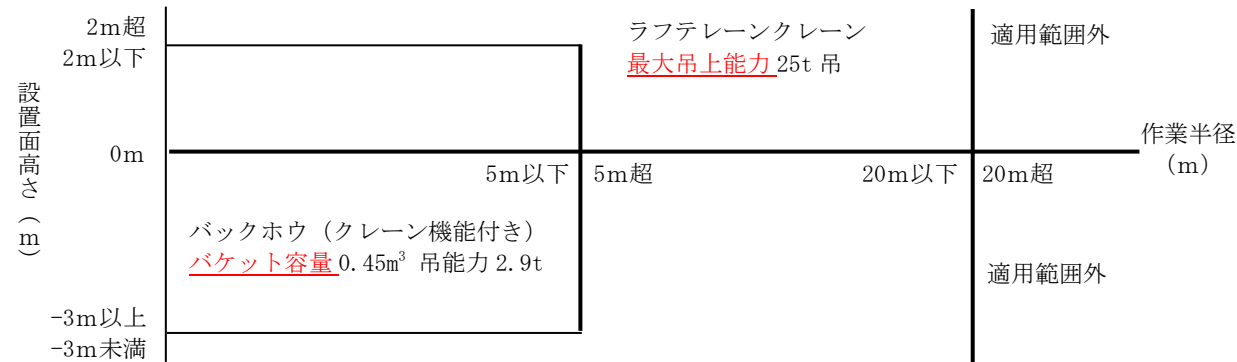 2m超
2m以下
ラフテレーンクレーン
最大吊上能力 25t 吊
適用範囲外
設置面高さ（m）
0m
作業半径
（m）
5m以下
5m超
20m以下
20m超
バックホウ（クレーン機能付き）
バケット容量 0.45m³ 吊能力 2.9t
適用範囲外
-3m以上
-3m未満